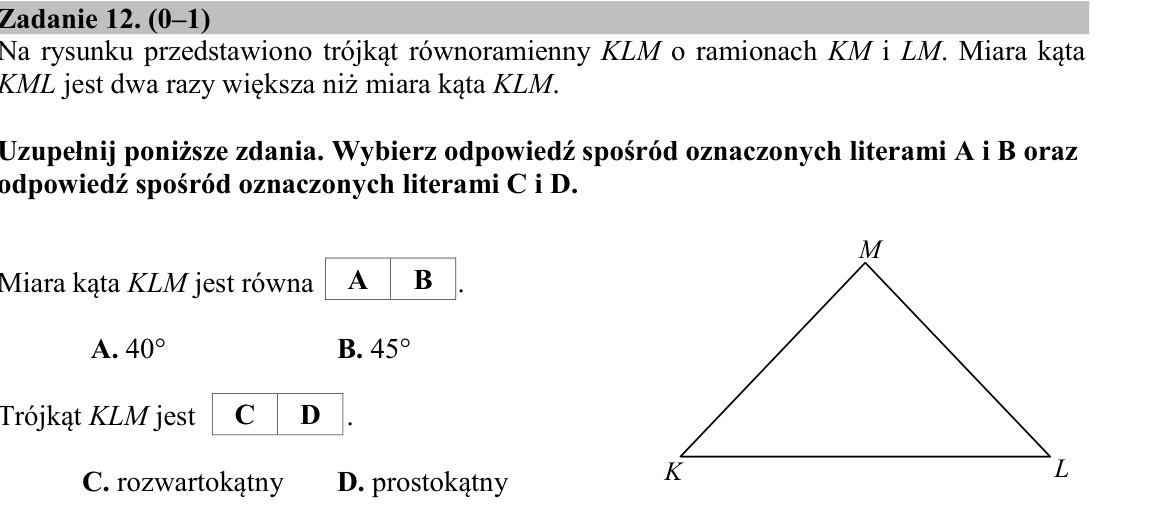 Zadanie 12. (0–1)
Na rysunku przedstawiono trójkąt równoramienny KLM o ramionach KM i LM. Miara kąta
KML jest dwa razy większa niż miara kąta KLM.
Uzupełnij poniższe zdania. Wybierz odpowiedź spośród oznaczonych literami A i B oraz
odpowiedź spośród oznaczonych literami C i D.
Miara kąta KLM jest równa A B .
A. 40° B. 45°
Trójkąt KLM jest C D .
C. rozwartokątny D. prostokątny
M
K
L